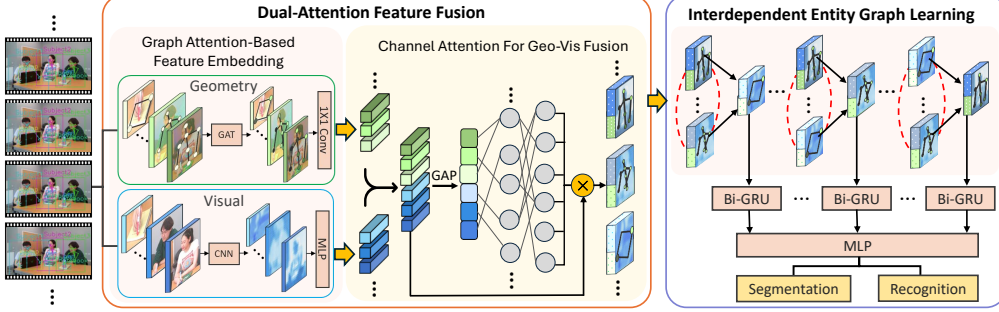 Dual-Attention Feature Fusion
Graph Attention-Based
Feature Embedding
Geometry
GAT
1X1 Conv
Visual
CNN
MLP
Channel Attention For Geo-Vis Fusion
GAP
Interdependent Entity Graph Learning
Bi-GRU
Bi-GRU
Bi-GRU
MLP
Segmentation
Recognition